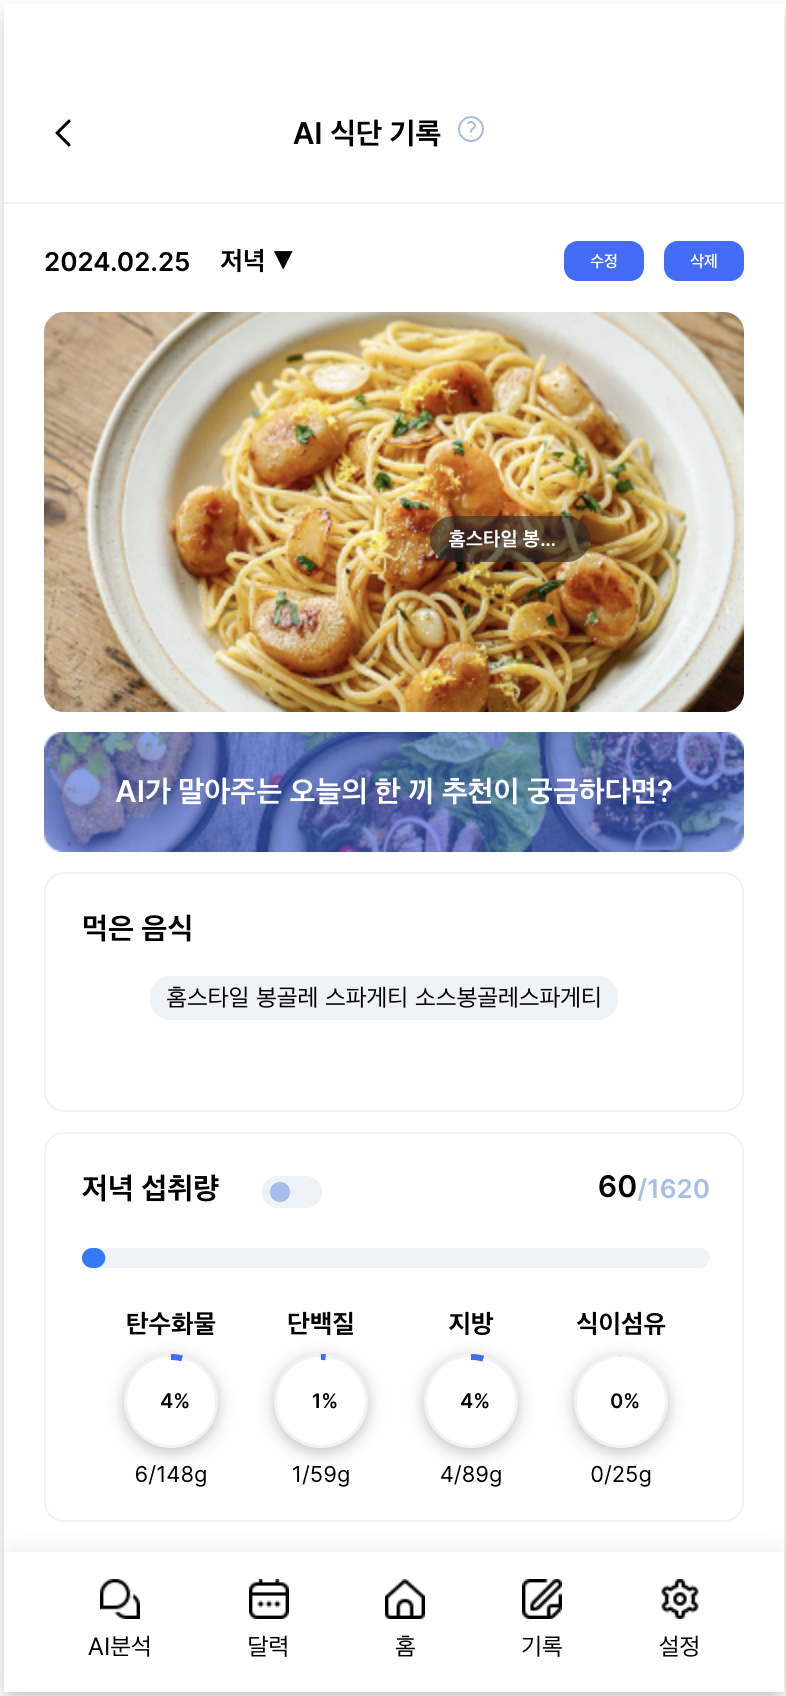 AI 식단 기록 ?
2024.02.25 저녁 ▼ 수정 삭제
홈스타일 봉...
AI가 말아주는 오늘의 한 끼 추천이 궁금하다면?
먹은 음식
홈스타일 봉골레 스파게티 소스봉골레스파게티
저녁 섭취량 60/1620
탄수화물 단백질 지방 식이섬유
4% 1% 4% 0%
6/148g 1/59g 4/89g 0/25g
AI분석 달력 홈 기록 설정